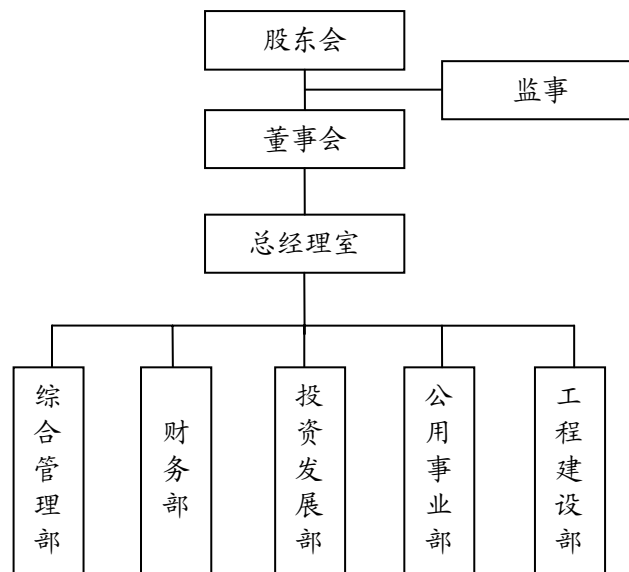 股东会
监事
董事会
总经理室
综合管理部
财务部
投资发展部
公用事业部
工程建设部